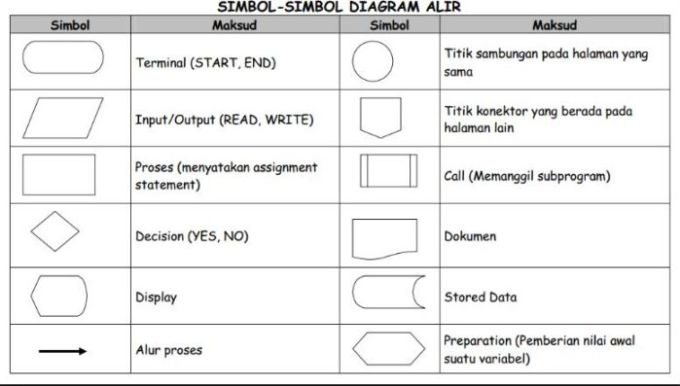 SIMBOL-SIMBOL DIAGRAM ALIR
Simbol Maksud Simbol Maksud
Terminal (START, END)
Titik sambungan pada halaman yang
sama
Input/Output (READ, WRITE)
Titik konektor yang berada pada
halaman lain
Proses (menyatakan assignment
statement)
Call (Memanggil subprogram)
Decision (YES, NO)
Dokumen
Display
Stored Data
Alur proses
Preparation (Pemberian nilai awal
suatu variabel)